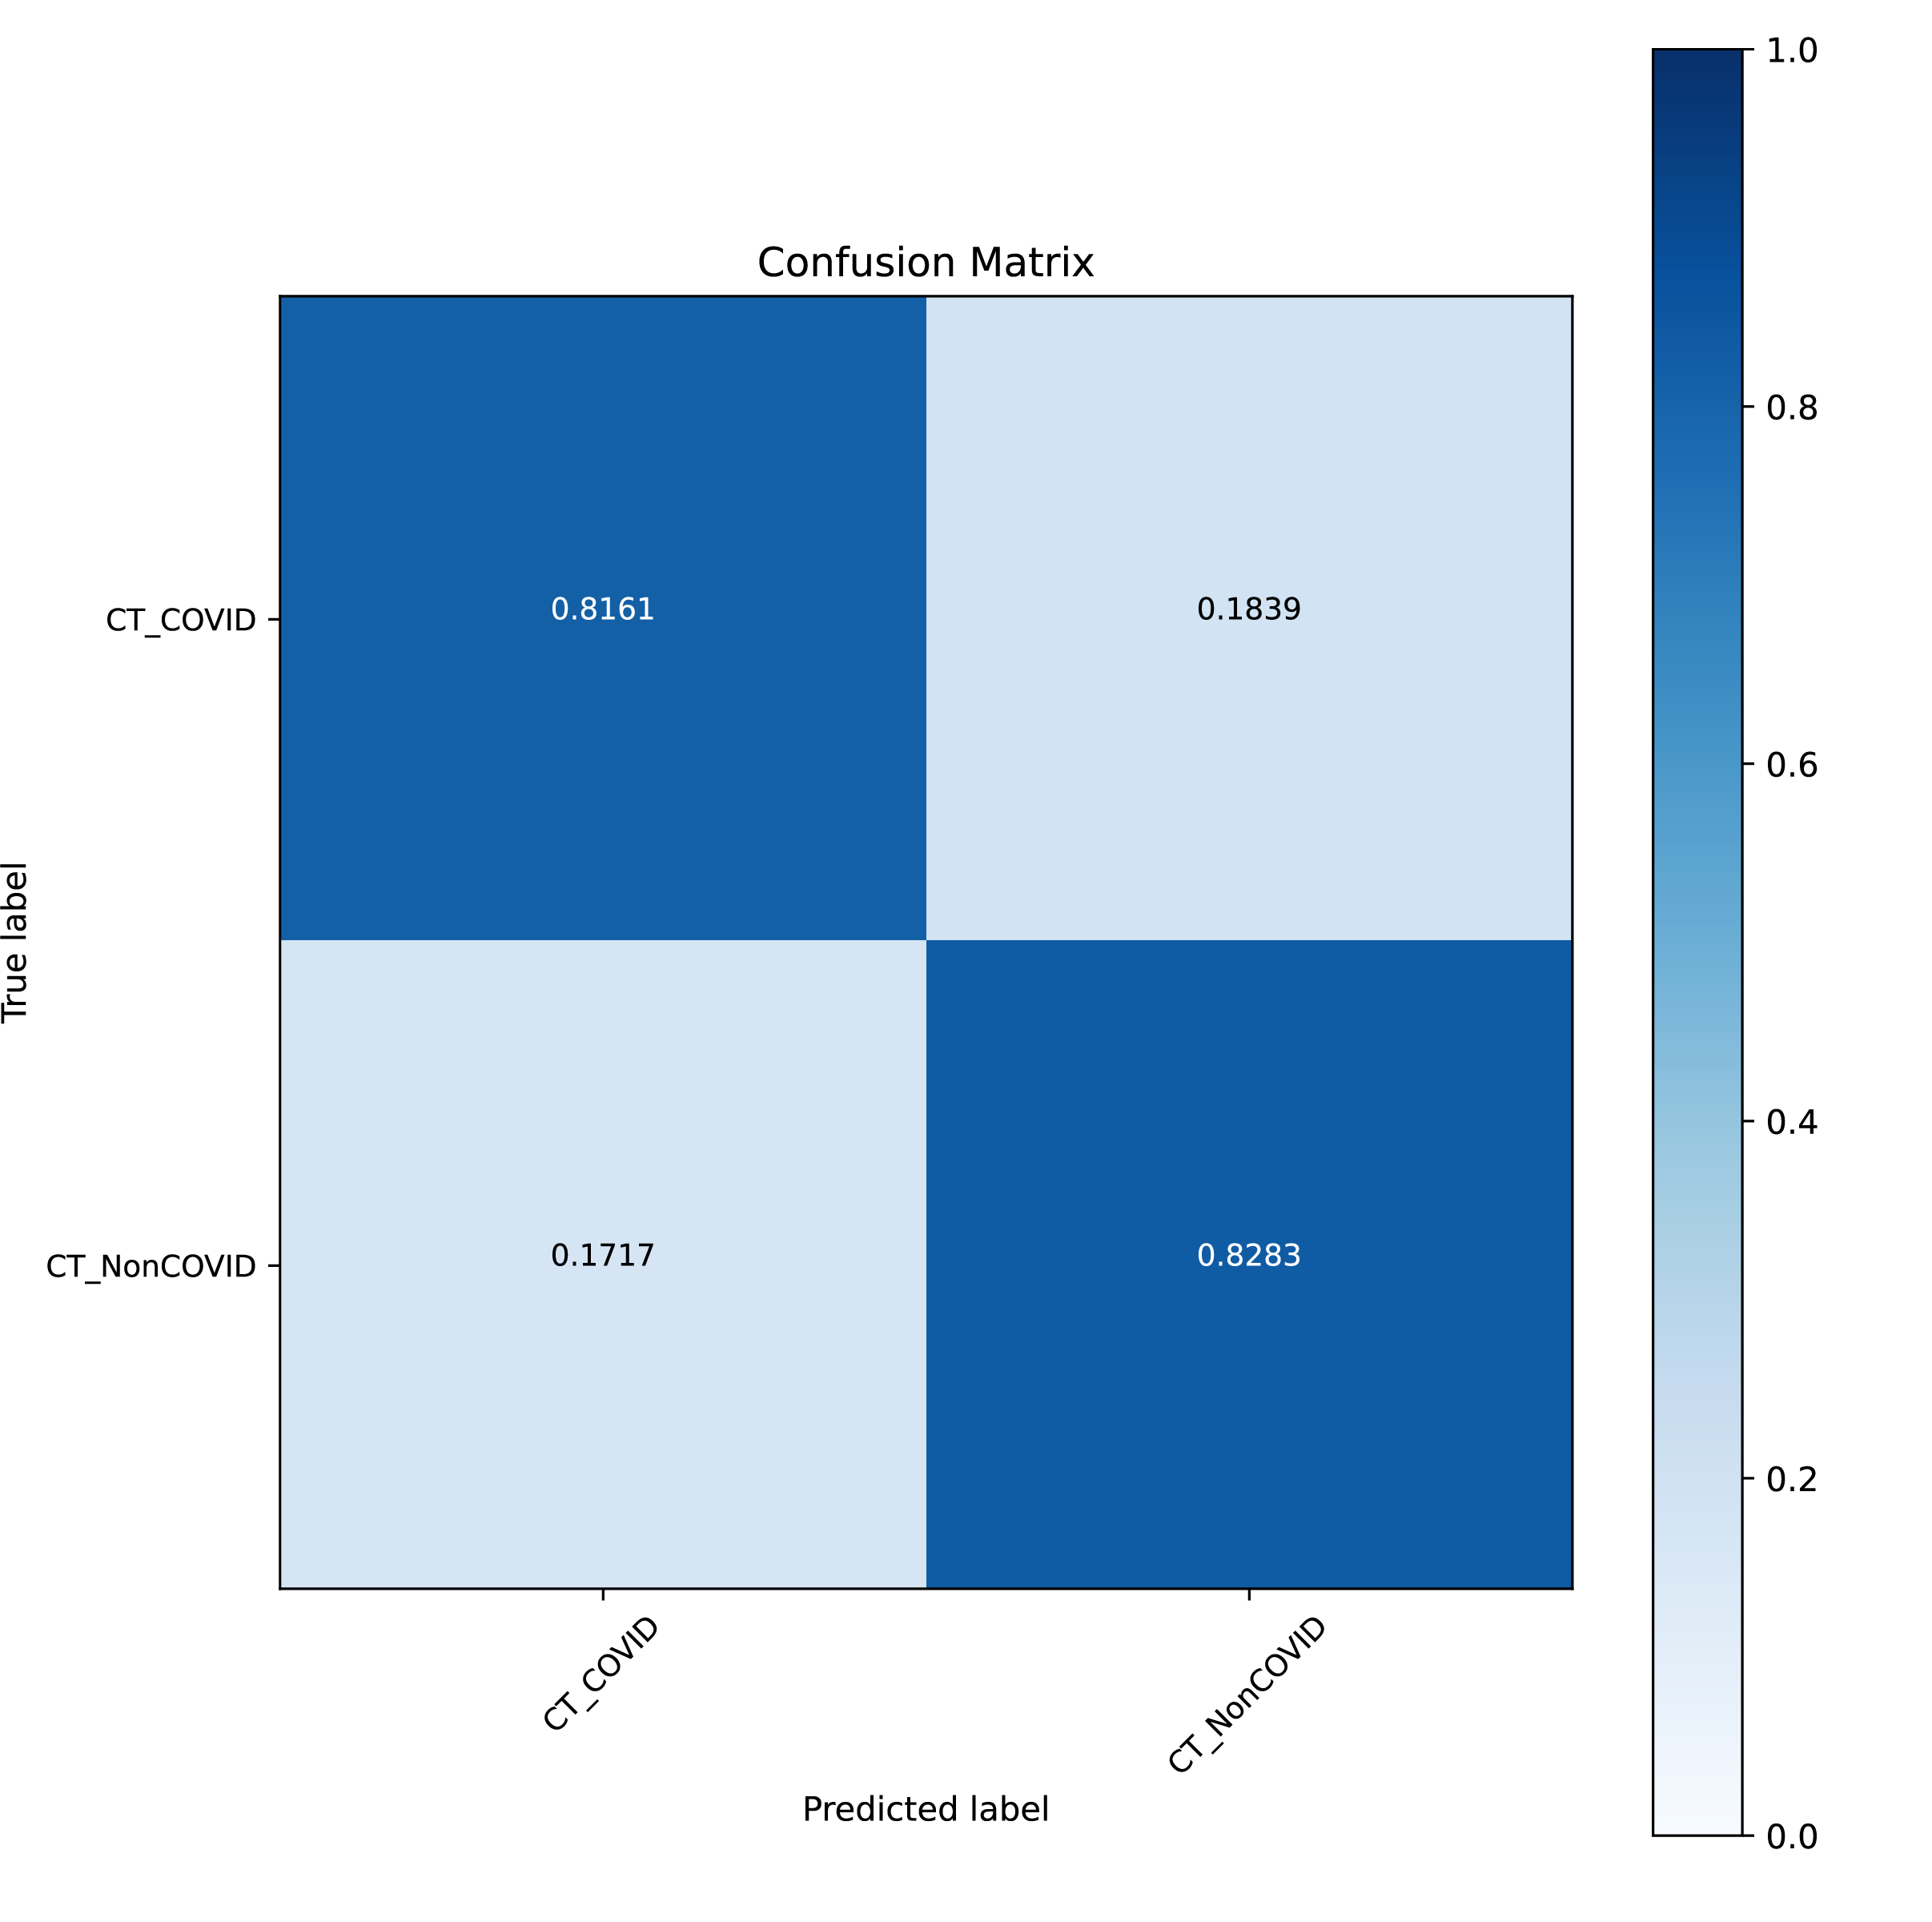 Confusion Matrix
True label
CT_COVID
0.8161
0.1839
CT_NonCOVID
0.1717
0.8283
CT_COVID
CT_NonCOVID
Predicted label
1.0
0.8
0.6
0.4
0.2
0.0